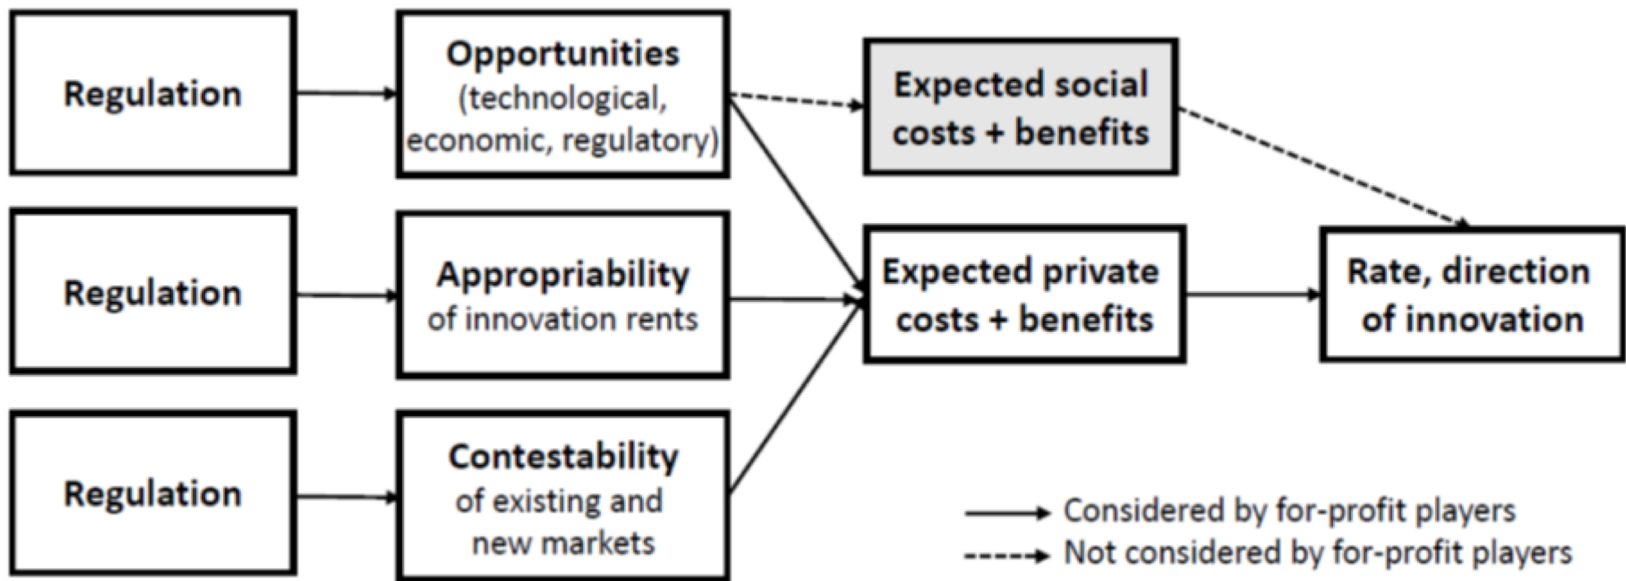 Regulation
Opportunities
(technological,
economic, regulatory)
Expected social
costs + benefits
Regulation
Appropriability
of innovation rents
Expected private
costs + benefits
Rate, direction
of innovation
Regulation
Contestability
of existing and
new markets
Considered by for-profit players
Not considered by for-profit players